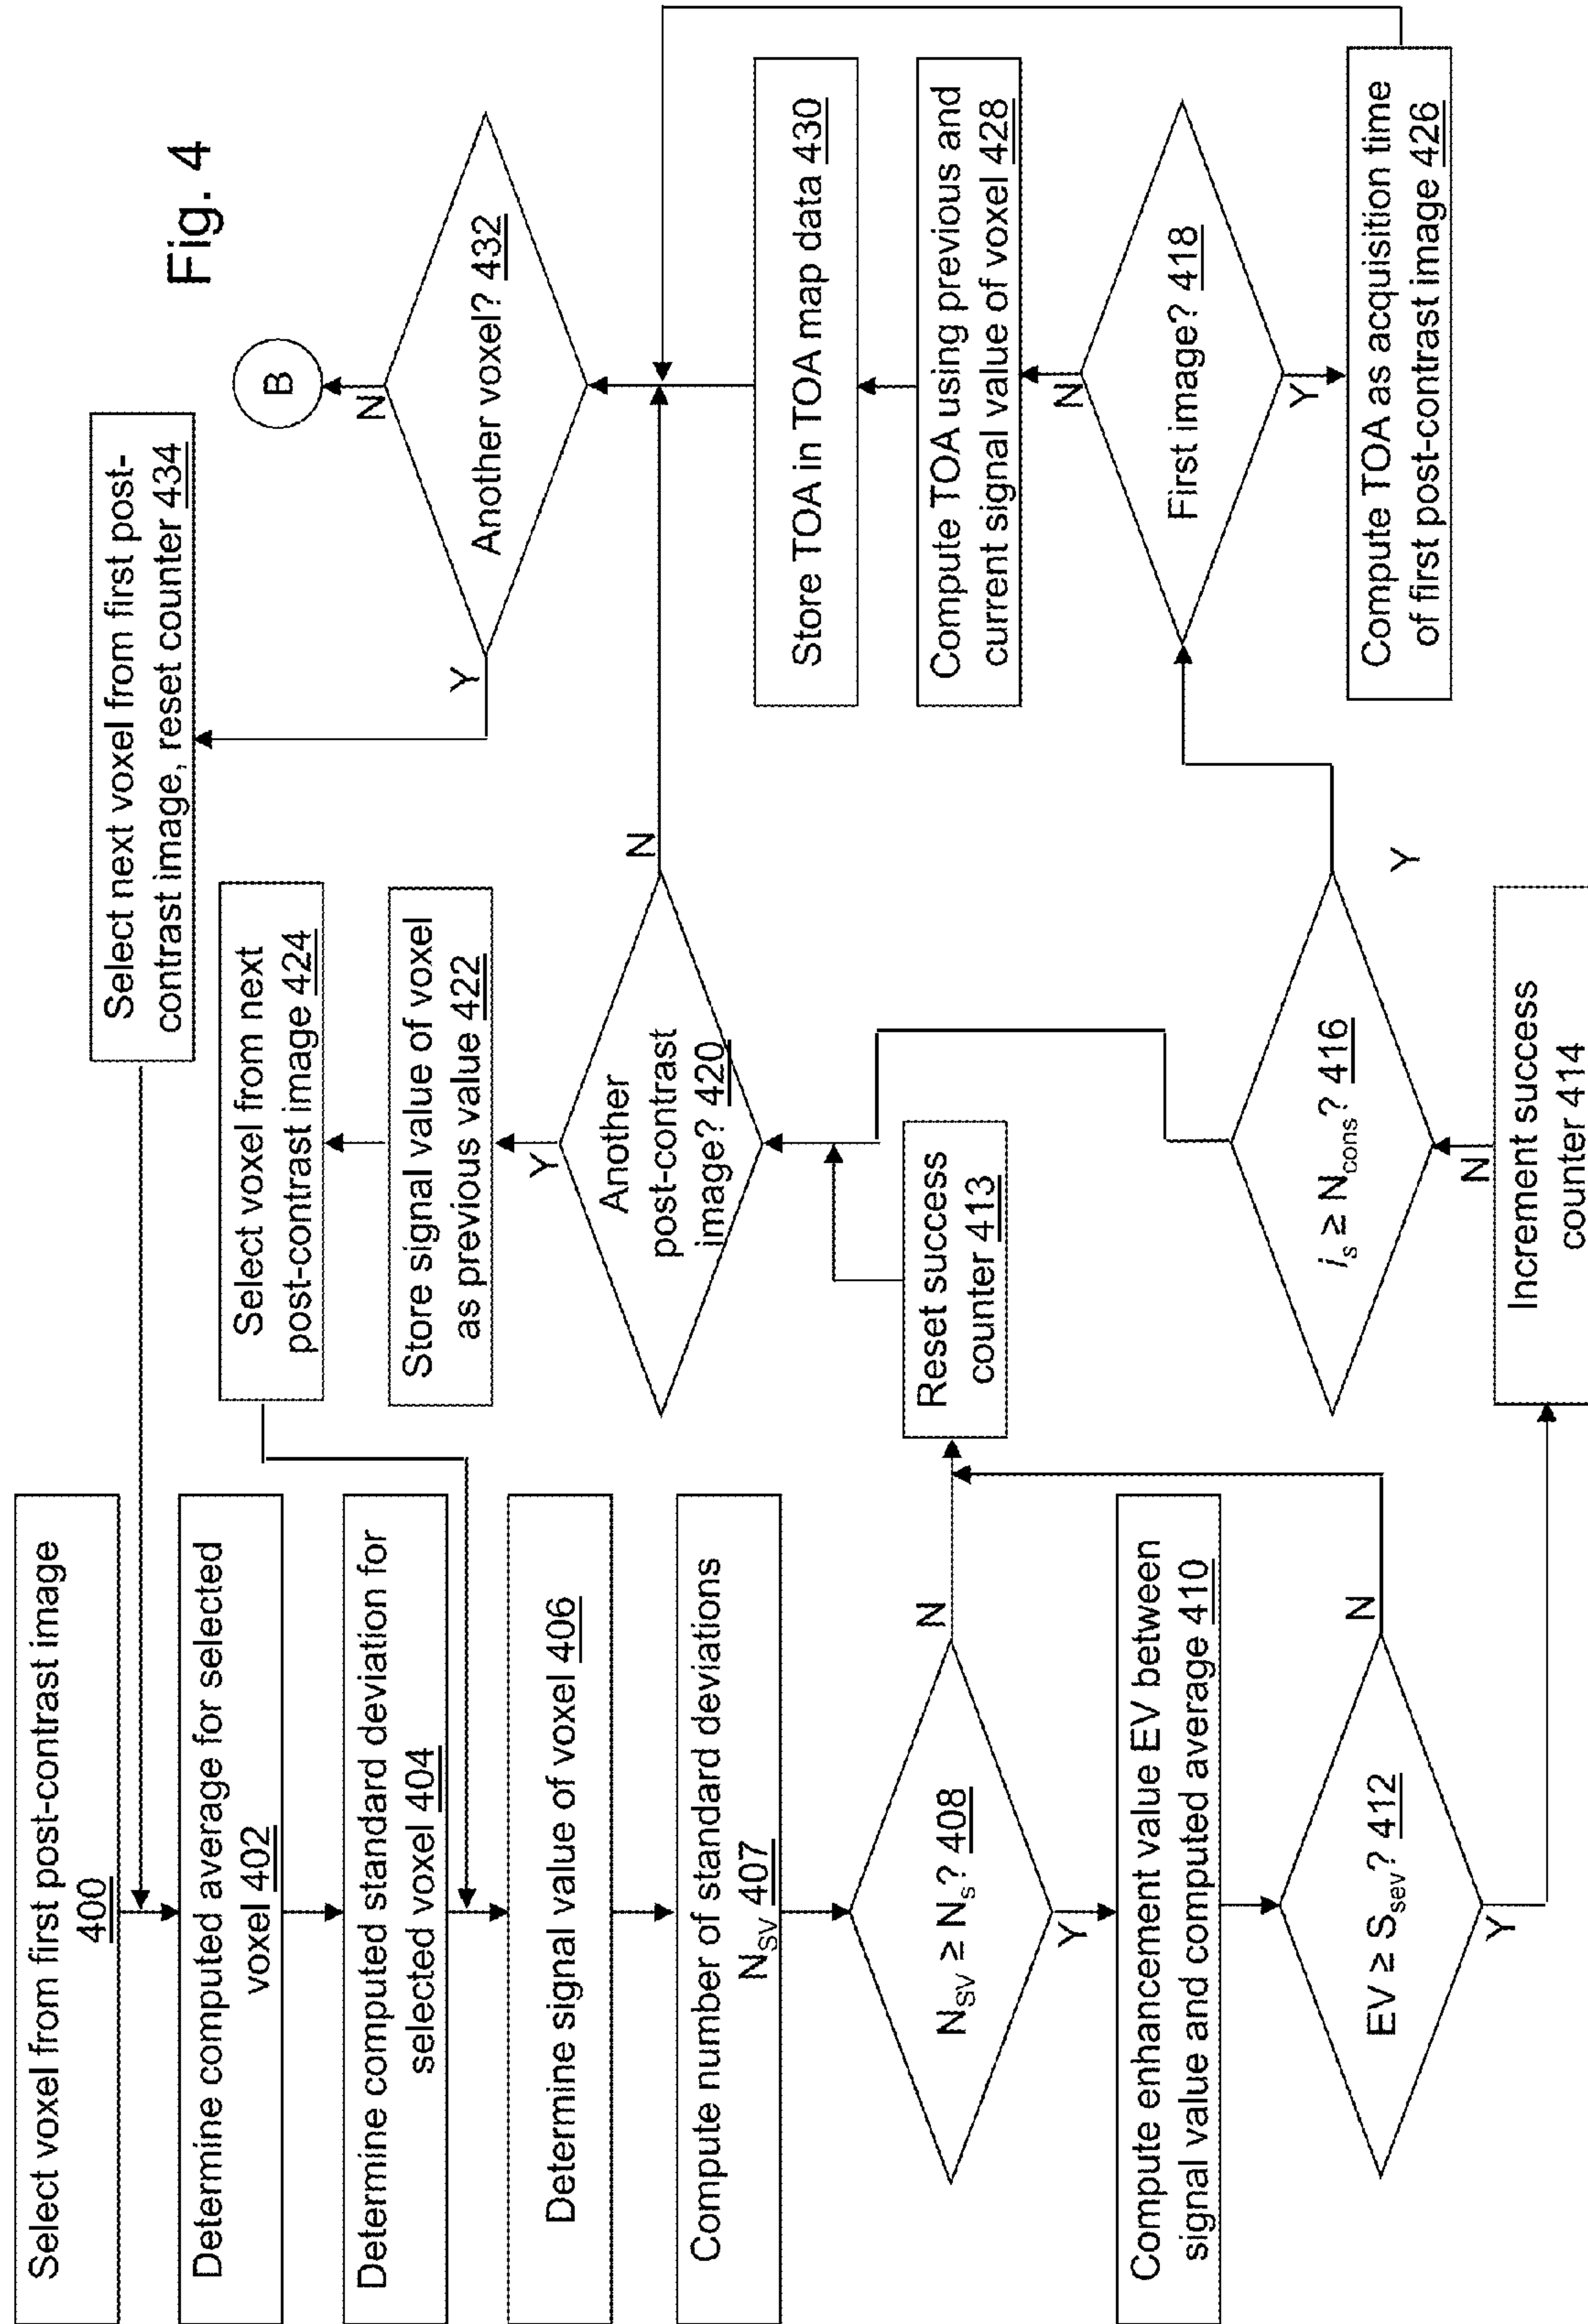 Fig. 4
Select voxel from first post-contrast image
400
Determine computed average for selected
voxel 402
Determine computed standard deviation for
selected voxel 404
Determine signal value of voxel 406
Compute number of standard deviations
N_SV 407
N_SV ≥ N_s? 408
N
Y
Compute enhancement value EV between
signal value and computed average 410
EV ≥ S_sev? 412
N
Y
Select next voxel from first post-
contrast image, reset counter 434
Select voxel from next
post-contrast image 424
Store signal value of voxel
as previous value 422
Y
Another
post-contrast
image? 420
N
Reset success
counter 413
i_s ≥ N_cons? 416
Y
N
Increment success
counter 414
B
N
Another voxel? 432
Y
Store TOA in TOA map data 430
Compute TOA using previous and
current signal value of voxel 428
N
First image? 418
Y
Compute TOA as acquisition time
of first post-contrast image 426